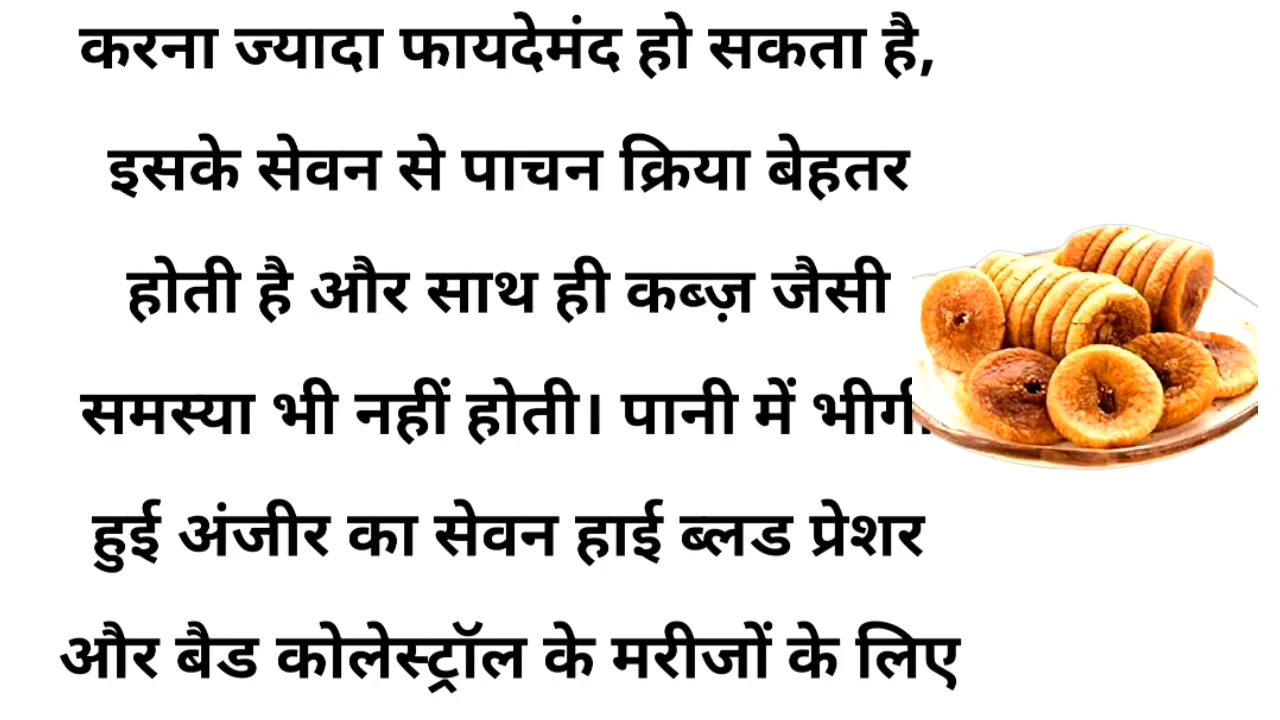 करना ज्यादा फायदेमंद हो सकता है,
इसके सेवन से पाचन क्रिया बेहतर
होती है और साथ ही कब्ज़ जैसी
समस्या भी नहीं होती। पानी में
हुई अंजीर का सेवन हाई ब्लड प्रेशर
और बैड कोलेस्ट्रॉल के मरीजों के लिए